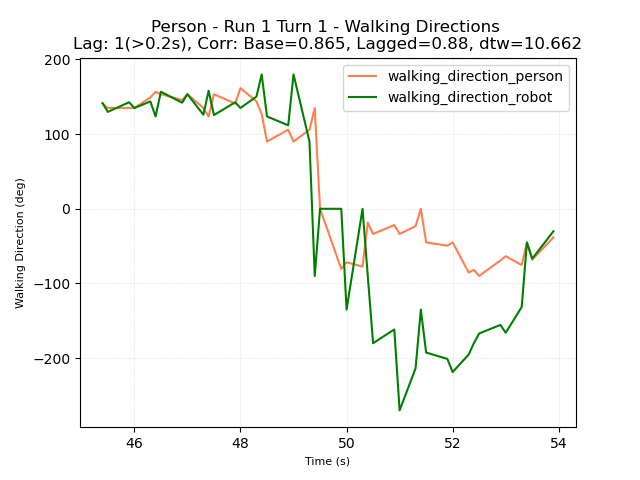 Person - Run 1 Turn 1 - Walking Directions
Lag: 1(>0.2s), Corr: Base=0.865, Lagged=0.88, dtw=10.662
walking_direction_person
walking_direction_robot
200
100
0
−100
−200
Walking Direction (deg)
46
48
50
52
54
Time (s)